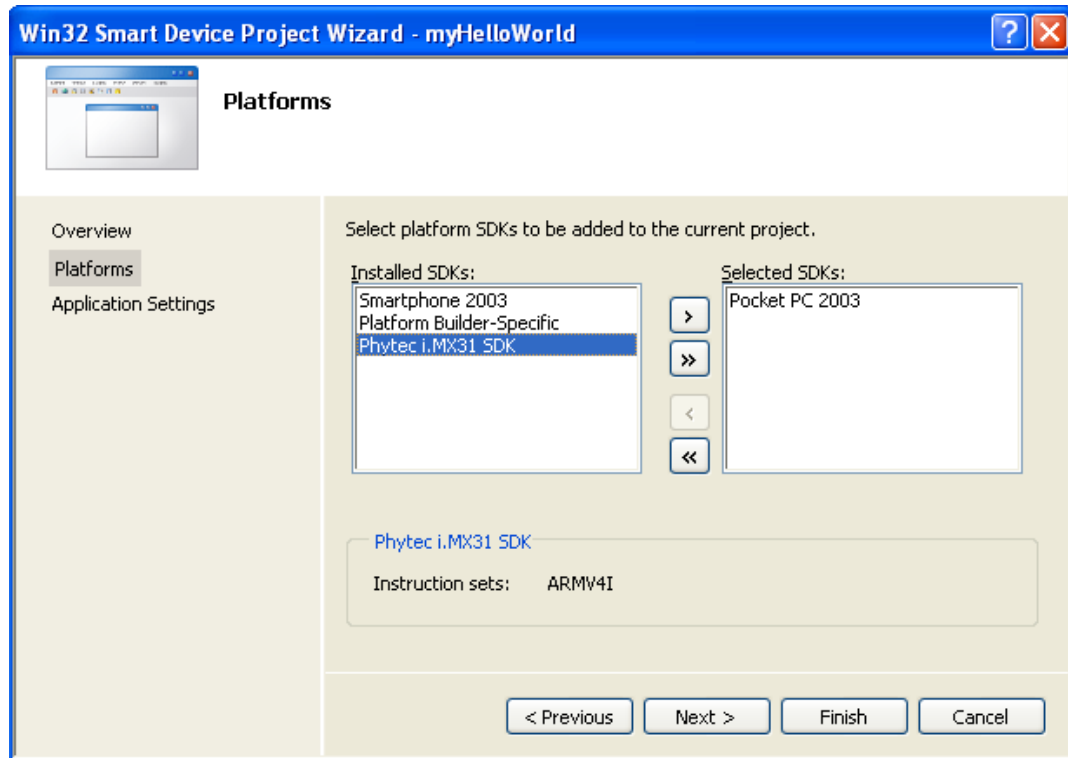 Win32 Smart Device Project Wizard - myHelloWorld
Platforms
Overview
Platforms
Application Settings
Select platform SDKs to be added to the current project.
Installed SDKs:
Smartphone 2003
Platform Builder-Specific
Phytec i.MX31 SDK
>
>>
<
<<
Selected SDKs:
Pocket PC 2003
Phytec i.MX31 SDK
Instruction sets: ARMV4I
< Previous
Next >
Finish
Cancel